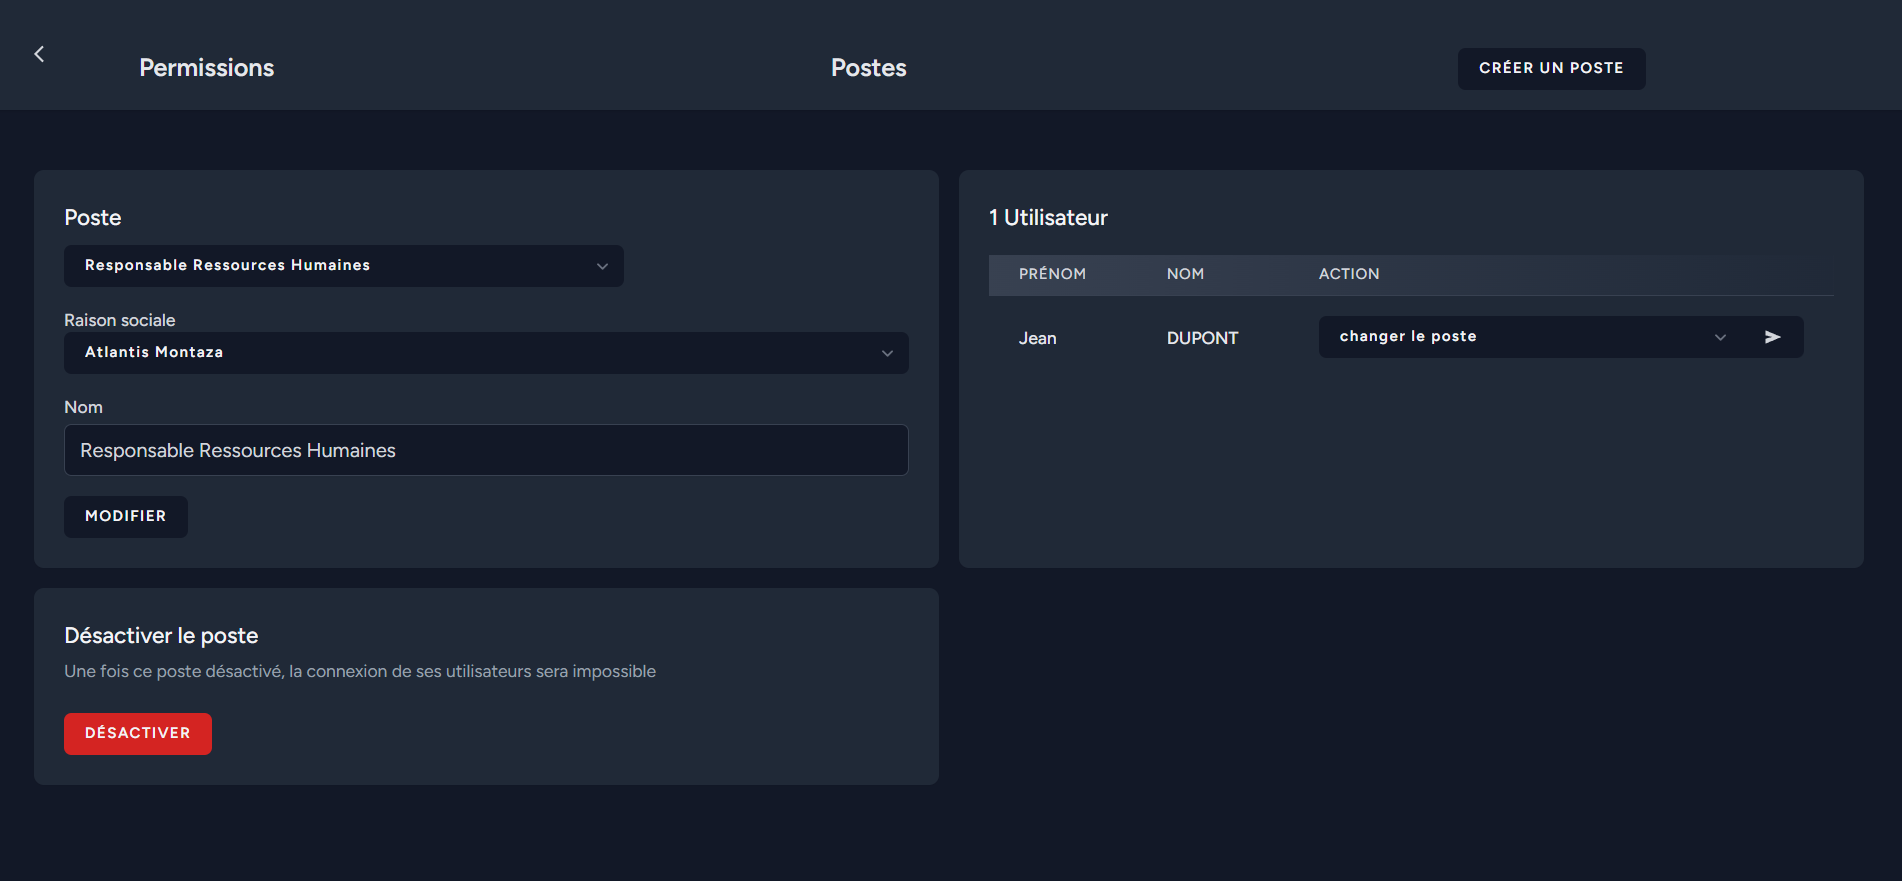 Permissions
Postes
CRÉER UN POSTE
Poste
Responsable Ressources Humaines
Raison sociale
Atlantis Montaza
Nom
Responsable Ressources Humaines
MODIFIER
1 Utilisateur
PRÉNOM NOM ACTION
Jean DUPONT changer le poste
Désactiver le poste
Une fois ce poste désactivé, la connexion de ses utilisateurs sera impossible
DÉSACTIVER